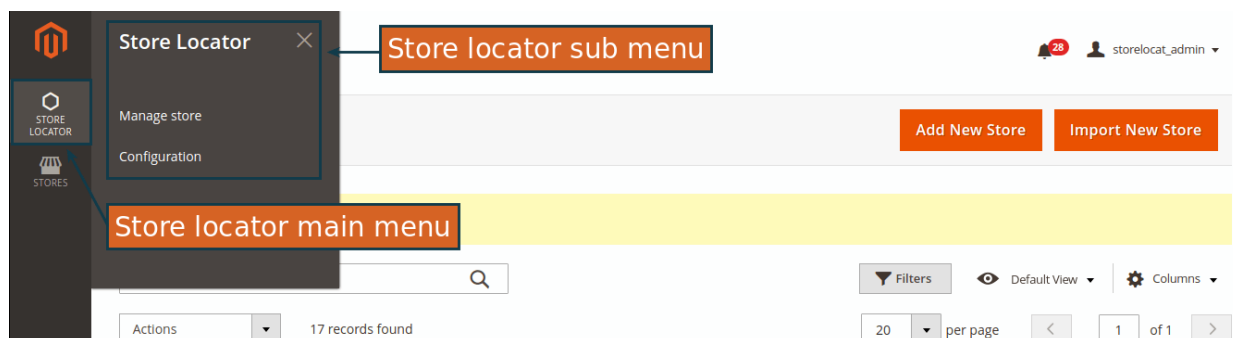 Store Locator
Store locator sub menu
28
storelocat_admin
STORE
LOCATOR
Manage store
Add New Store
Import New Store
Configuration
STORES
Store locator main menu
Filters
Default View
Columns
Actions
17 records found
20
per page
1
of 1